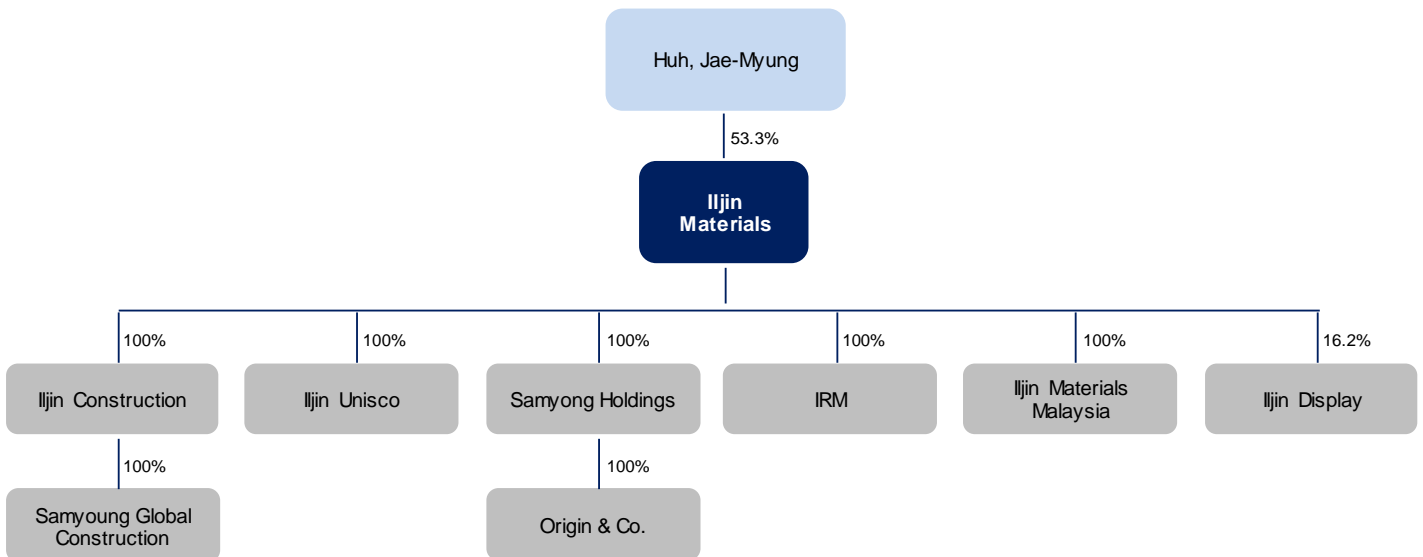 Huh, Jae-Myung
53.3%
Iljin
Materials
100%
100%
100%
100%
100%
16.2%
Iljin Construction
Iljin Unisco
Samyong Holdings
IRM
Iljin Materials
Malaysia
Iljin Display
100%
100%
Samyoung Global
Construction
Origin & Co.